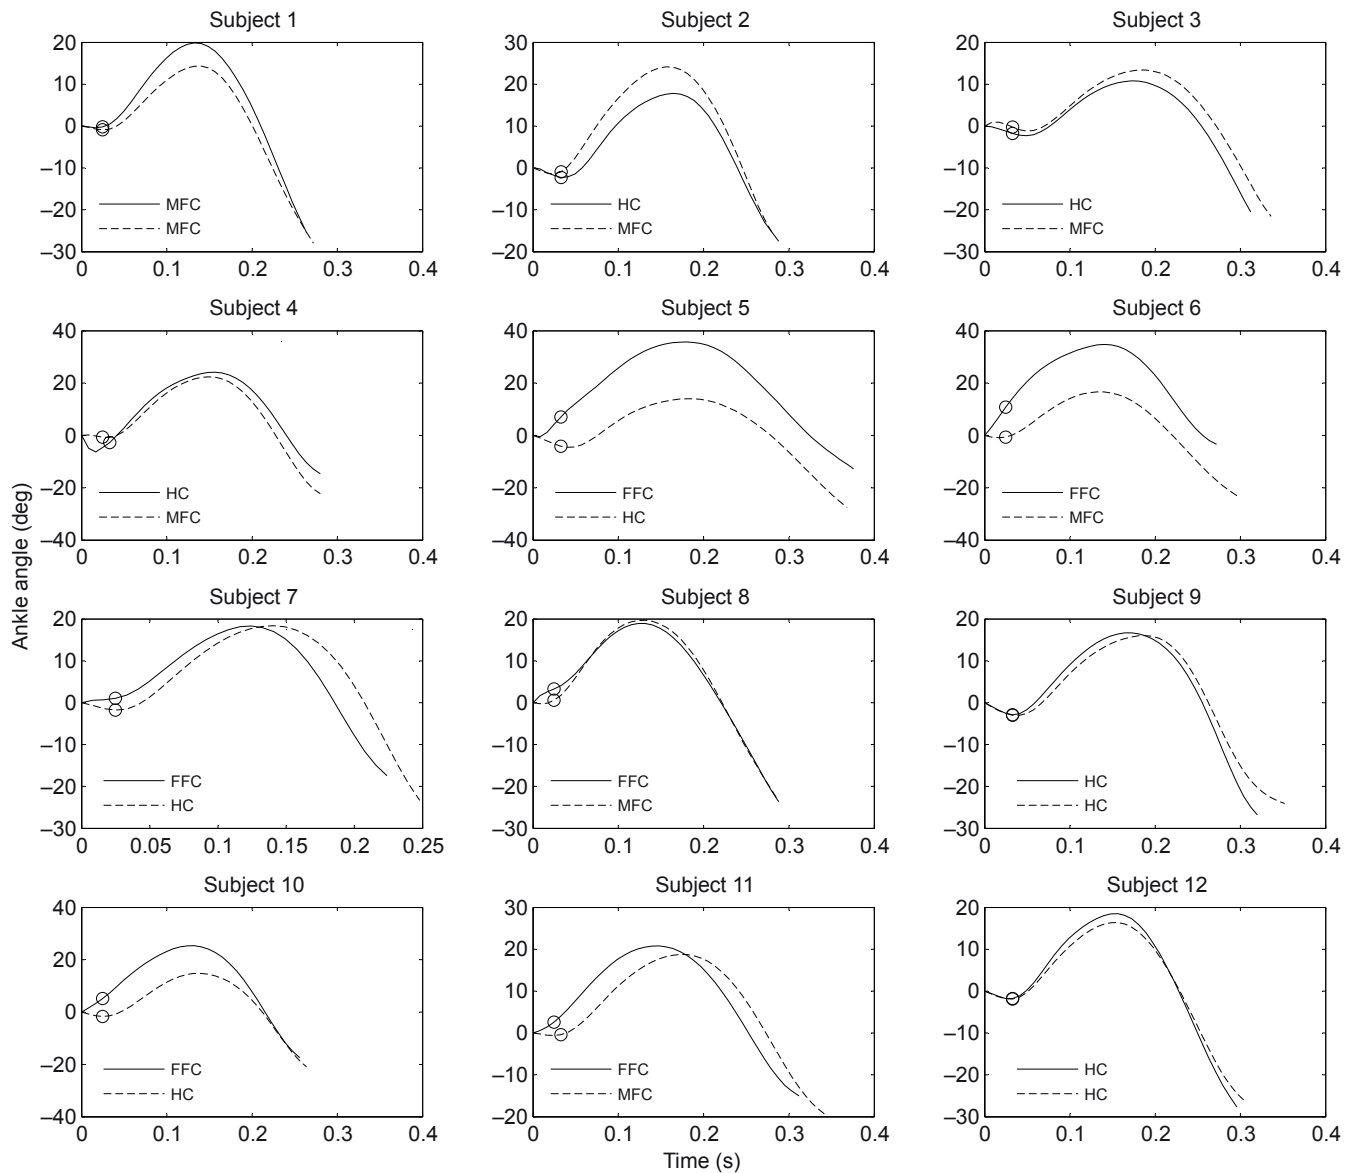 Subject 1
20
10
0
–10
–20
–30
MFC
MFC
0 0.1 0.2 0.3 0.4
Subject 2
30
20
10
0
–10
–20
HC
MFC
0 0.1 0.2 0.3 0.4
Subject 3
20
10
0
–10
–20
–30
HC
MFC
0 0.1 0.2 0.3 0.4
Subject 4
40
20
0
–20
–40
HC
MFC
0 0.1 0.2 0.3 0.4
Subject 5
40
20
0
–20
–40
FFC
HC
0 0.1 0.2 0.3 0.4
Subject 6
40
20
0
–20
–40
FFC
MFC
0 0.1 0.2 0.3 0.4
Ankle angle (deg)
Subject 7
20
10
0
–10
–20
–30
FFC
HC
0 0.05 0.1 0.15 0.2 0.25
Subject 8
20
10
0
–10
–20
–30
FFC
MFC
0 0.1 0.2 0.3 0.4
Subject 9
20
10
0
–10
–20
–30
HC
HC
0 0.1 0.2 0.3 0.4
Subject 10
40
20
0
–20
–40
FFC
HC
0 0.1 0.2 0.3 0.4
Subject 11
30
20
10
0
–10
–20
FFC
MFC
0 0.1 0.2 0.3 0.4
Subject 12
20
10
0
–10
–20
–30
HC
HC
0 0.1 0.2 0.3 0.4
Time (s)